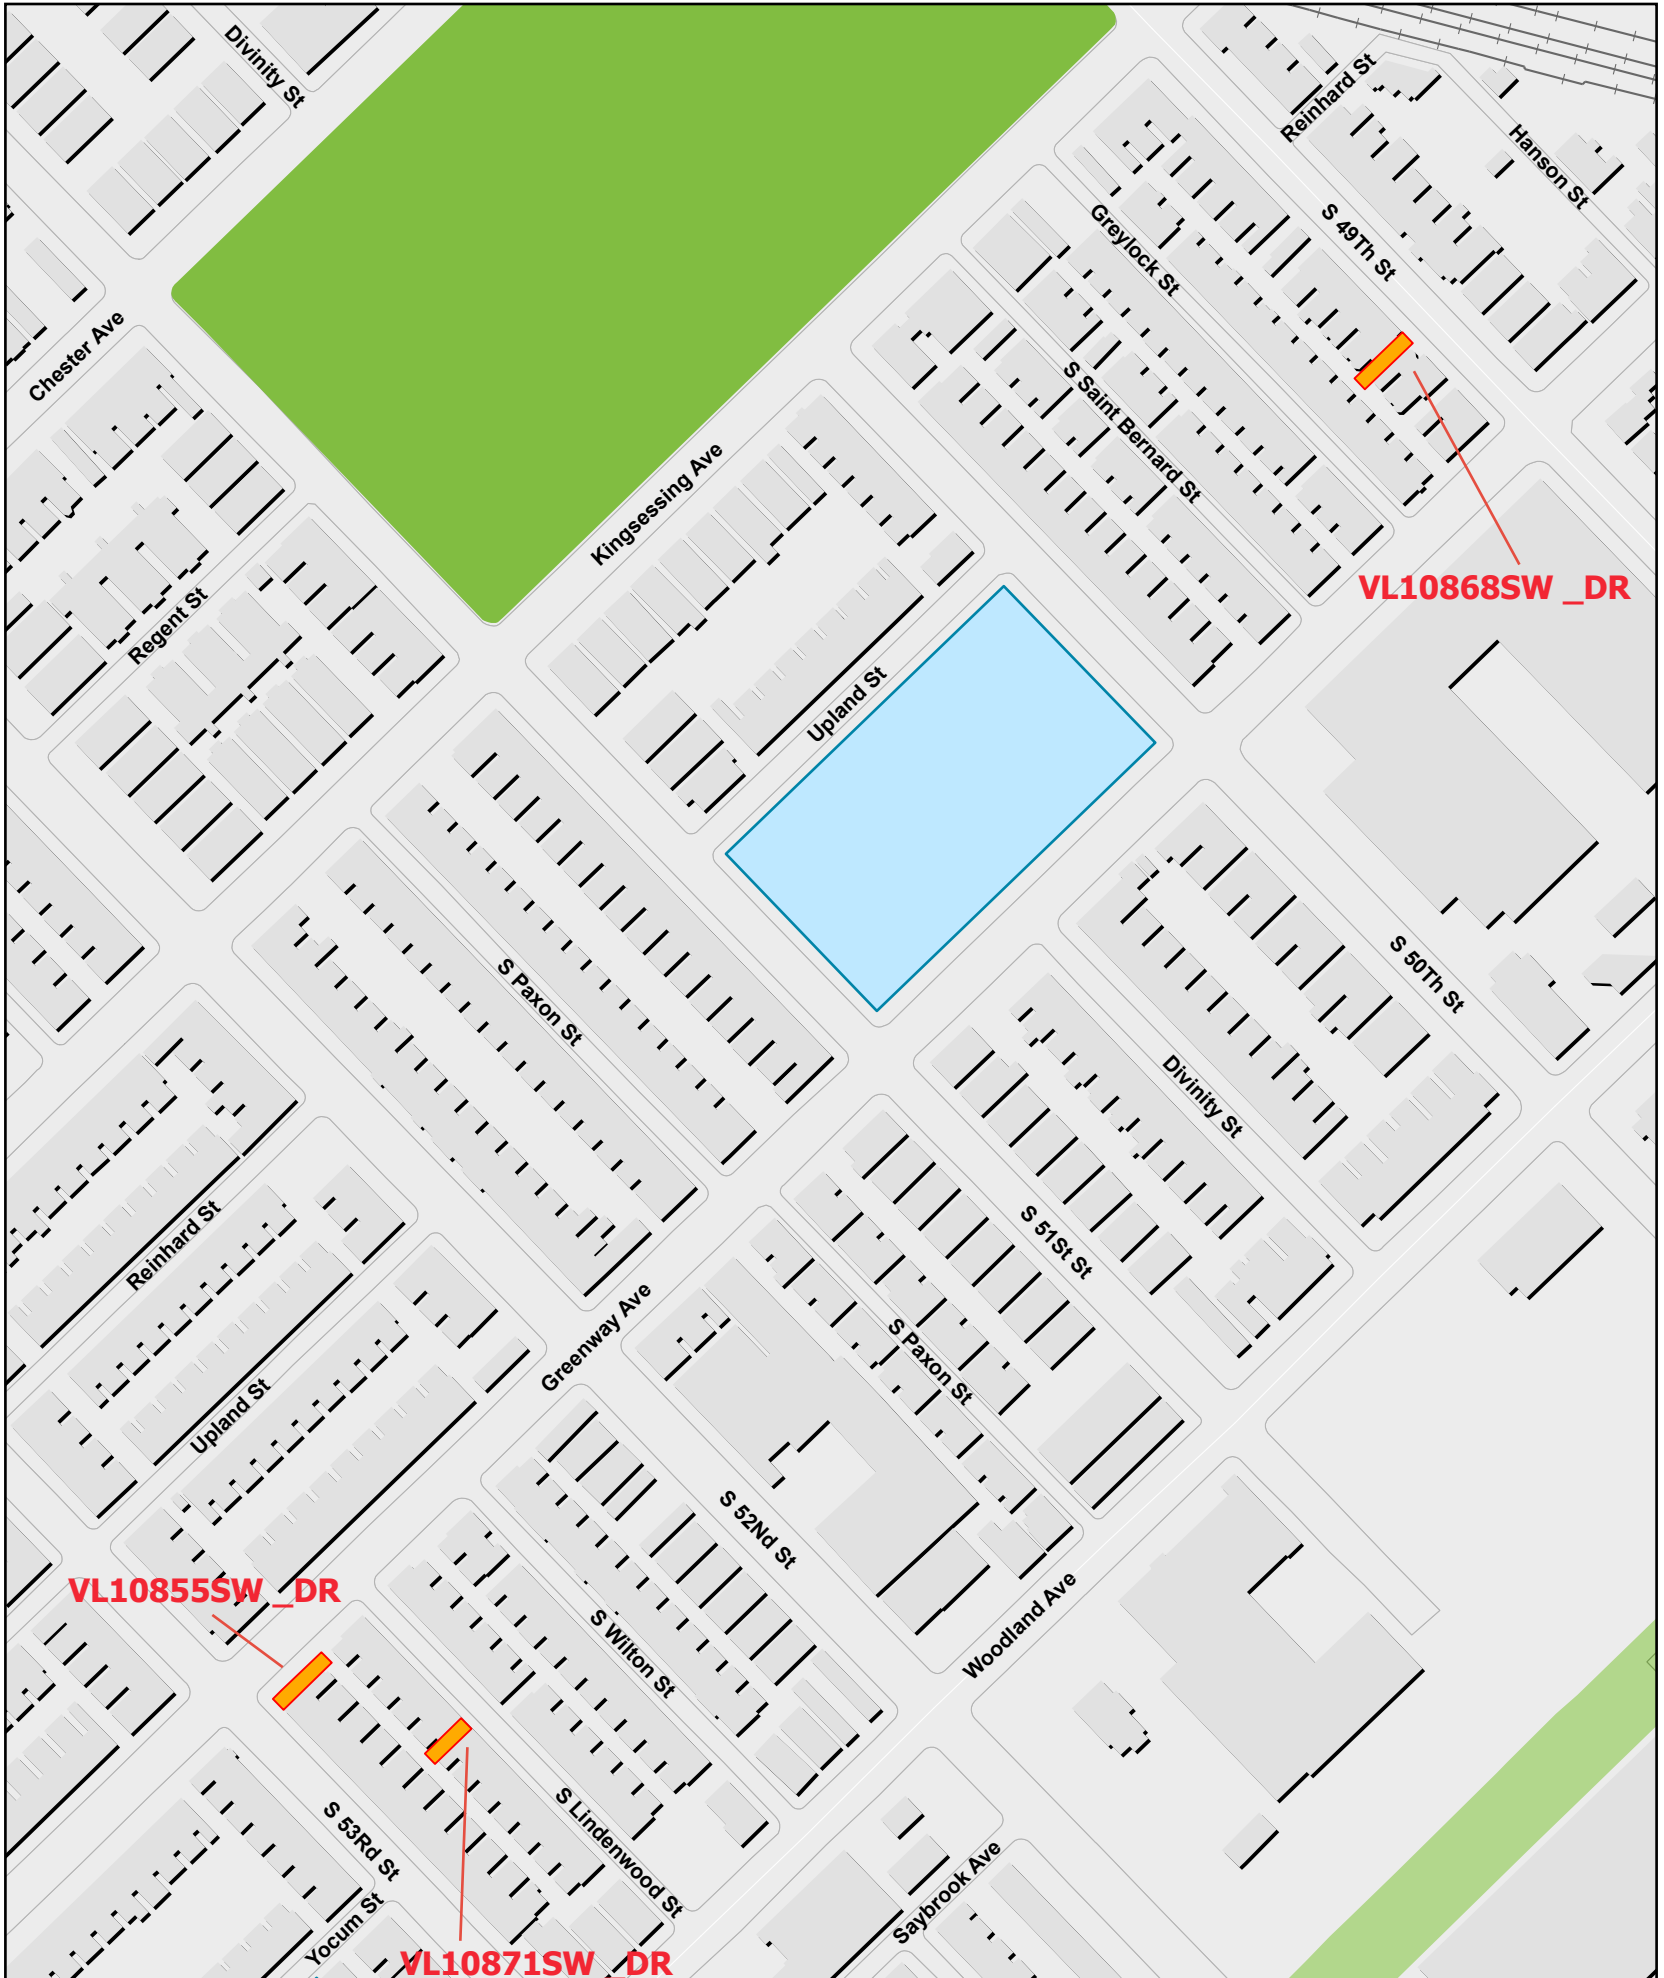 Divinity St
Reinhard St
Hanson St
S 49Th St
Greylock St
Chester Ave
S Saint Bernard St
Kingsessing Ave
VL10868SW _DR
Regent St
Upland St
S Paxon St
S 50Th St
Divinity St
Reinhard St
S 51St St
Greenway Ave
S Paxon St
Upland St
S 52Nd St
VL10855SW _DR
Woodland Ave
S Wilton St
S Lindenwood St
S 53Rd St
Saybrook Ave
Yocum St
VL10871SW _DR